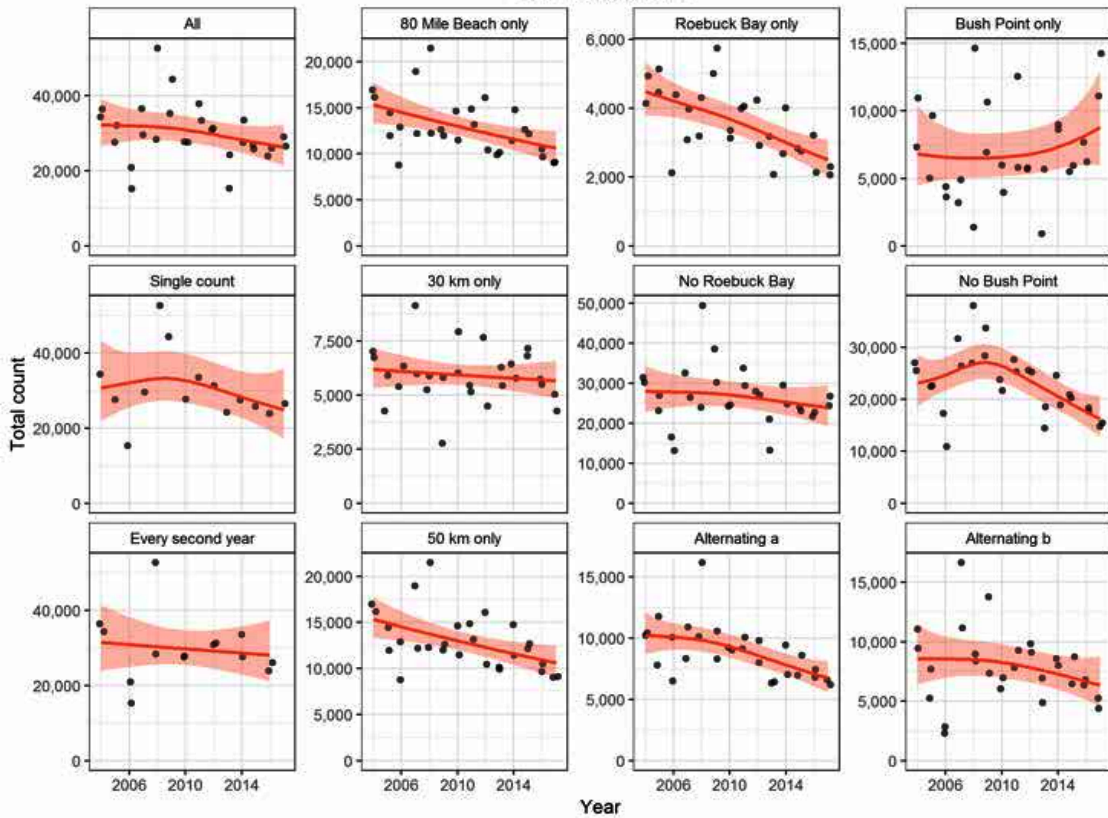 All
80 Mile Beach only
Roebuck Bay only
Bush Point only
40,000
20,000
0
20,000
15,000
10,000
5,000
0
6,000
4,000
2,000
0
15,000
10,000
5,000
0
Single count
30 km only
No Roebuck Bay
No Bush Point
40,000
20,000
0
7,500
5,000
2,500
0
50,000
40,000
30,000
20,000
10,000
0
30,000
20,000
10,000
0
Every second year
50 km only
Alternating a
Alternating b
40,000
20,000
0
20,000
15,000
10,000
5,000
0
15,000
10,000
5,000
0
15,000
10,000
5,000
0
2006 2010 2014
2006 2010 2014
2006 2010 2014
2006 2010 2014
Total count
Year